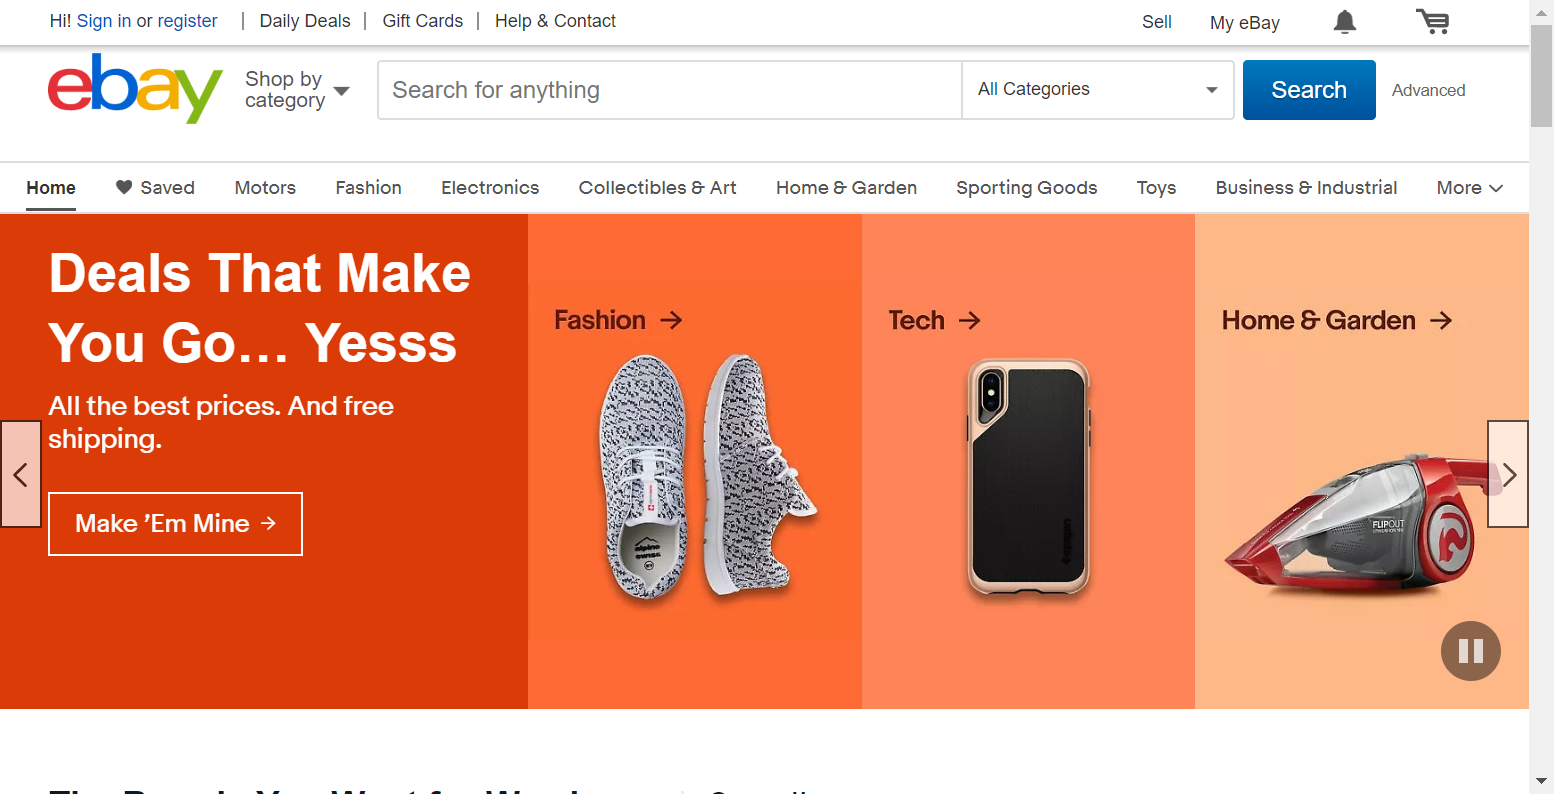 Hi! Sign in or register | Daily Deals | Gift Cards | Help & Contact
Sell My eBay
ebay
Shop by
category
Search for anything
All Categories
Search
Advanced
Home Saved Motors Fashion Electronics Collectibles & Art Home & Garden Sporting Goods Toys Business & Industrial More
Deals That Make
You Go... Yesss
All the best prices. And free
shipping.
Make ’Em Mine →
Fashion →
Tech →
Home & Garden →
alpine
swiss
FLIPOUT